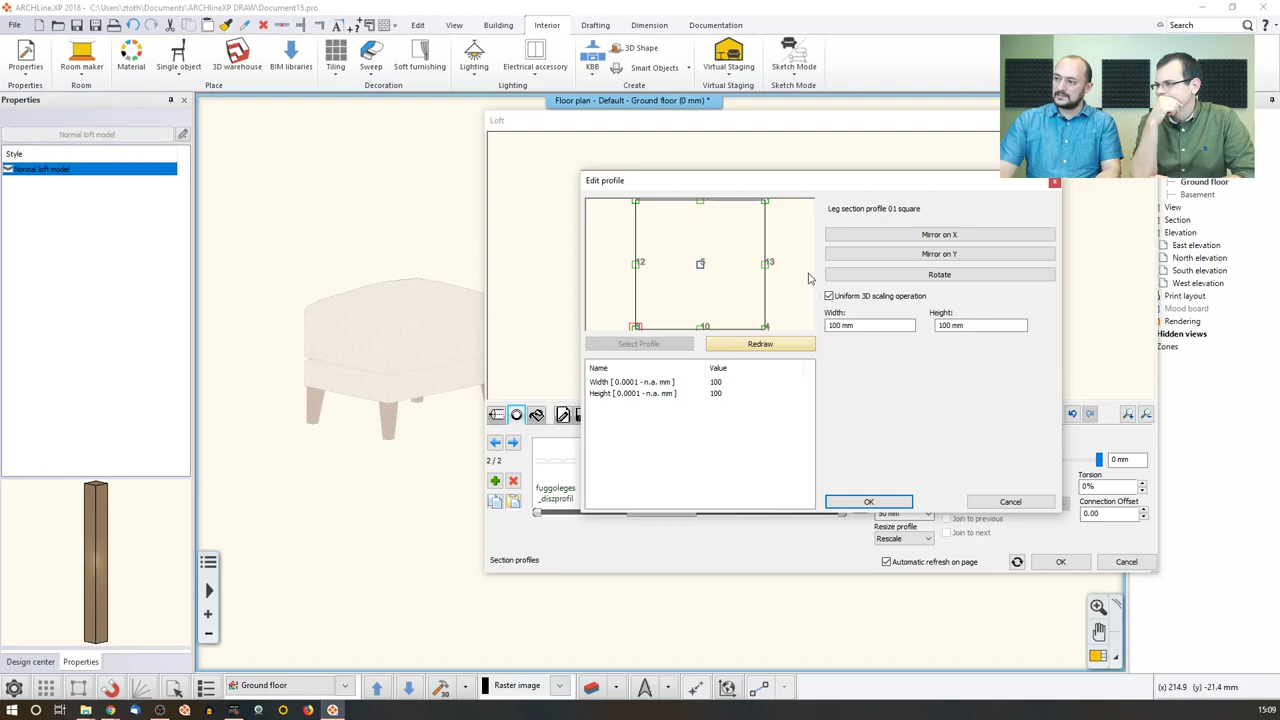 ARCHline.XP 2018 - C:\Users\ztoth\Documents\ARCHlineXP DRAW\Document15.pro
File
Edit
View
Building
Interior
Drafting
Dimension
Documentation
Search
Properties
Room maker
Material
Single object
3D warehouse
BIM libraries
Tiling
Sweep
Soft furnishing
Lighting
Electrical accessory
KBB
3D Shape
Smart Objects
Virtual Staging
Sketch Mode
Properties
Room
Place
Decoration
Lighting
Create
Virtual Staging
Sketch Mode
Properties
Floor plan - Default - Ground floor (0 mm) *
Loft
Normal loft model
Style
Normal loft model
Edit profile
Leg section profile 01 square
Mirror on X
Mirror on Y
Rotate
Uniform 3D scaling operation
Width:
Height:
100 mm
100 mm
12
5
13
10
4
Select Profile
Redraw
Name
Value
Width [ 0.0001 - n.a. mm ]
100
Height [ 0.0001 - n.a. mm ]
100
OK
Cancel
Ground floor
Basement
View
Section
Elevation
East elevation
North elevation
South elevation
West elevation
Print layout
Mood board
Rendering
Hidden views
Zones
2 / 2
fuggoleges
_diszprofil
0 mm
Torsion
0%
Connection Offset
0.00
50 mm
Resize profile
Rescale
Join to previous
Join to next
Section profiles
Automatic refresh on page
OK
Cancel
Design center
Properties
Ground floor
Raster image
(x) 214.9 (y) -21.4 mm
15:09